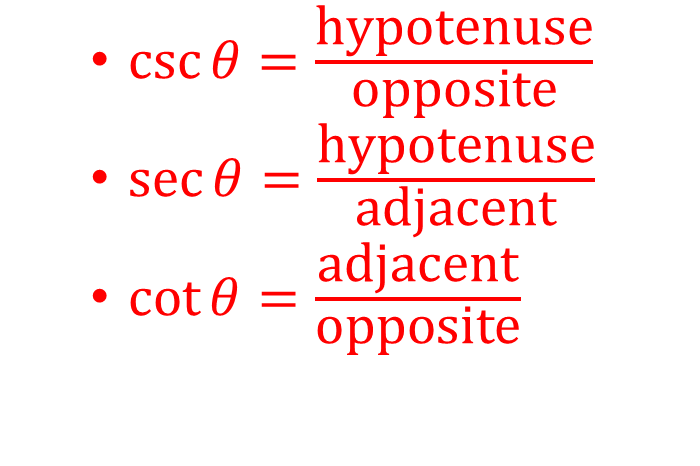 • csc θ = hypotenuse/opposite
• sec θ = hypotenuse/adjacent
• cot θ = adjacent/opposite